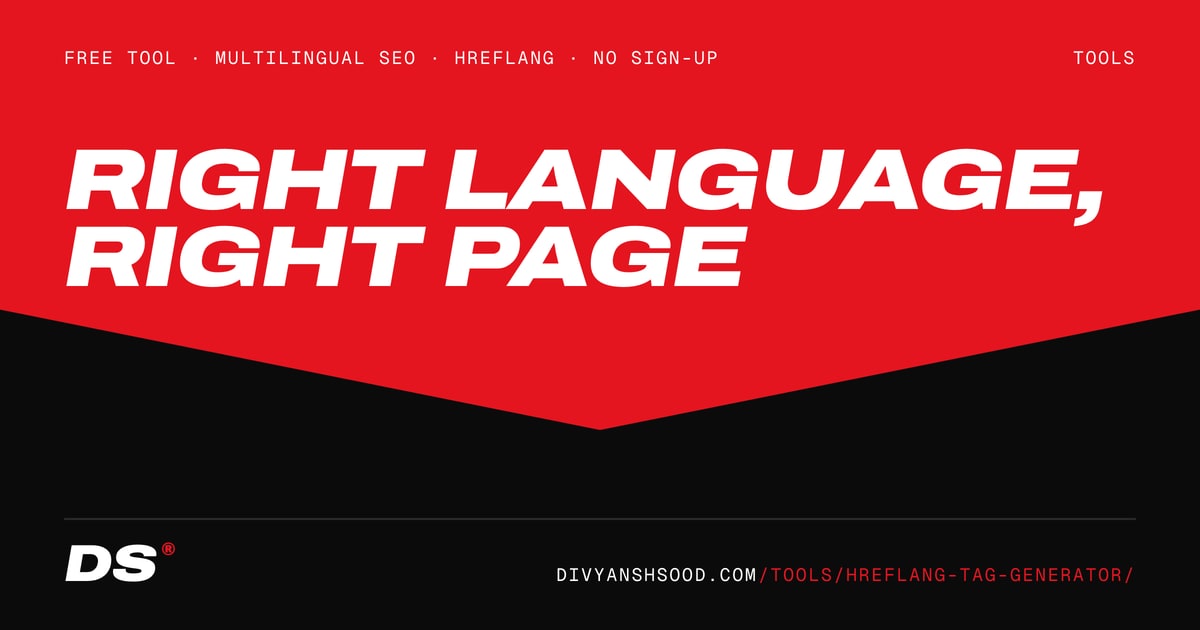 FREE TOOL · MULTILINGUAL SEO · HREFLANG · NO SIGN-UP
TOOLS
RIGHT LANGUAGE,
RIGHT PAGE
DS®
DIVYANSHSOOD.COM/TOOLS/HREFLANG-TAG-GENERATOR/